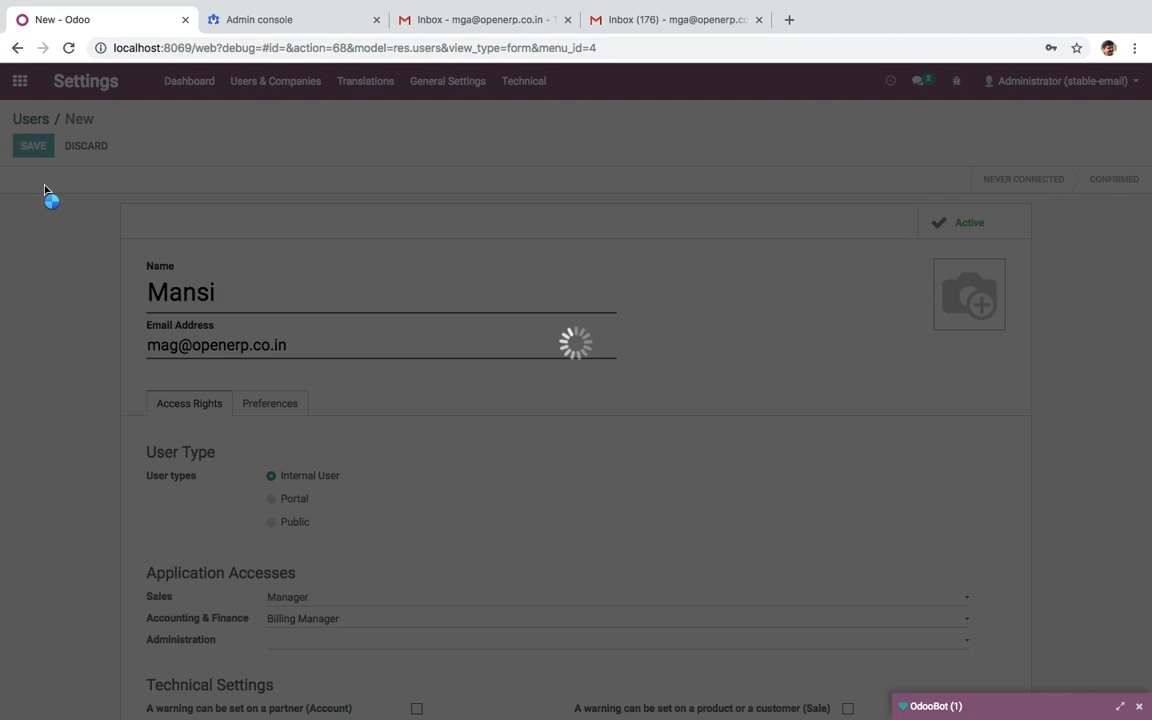 New - Odoo
Admin console
Inbox - mga@openerp.co.in -
Inbox (176) - mga@openerp.co
localhost:8069/web?debug=#id=&action=68&model=res.users&view_type=form&menu_id=4
Settings
Dashboard
Users & Companies
Translations
General Settings
Technical
2
Administrator (stable-email)
Users / New
SAVE
DISCARD
NEVER CONNECTED
CONFIRMED
Active
Name
Mansi
Email Address
mag@openerp.co.in
Access Rights
Preferences
User Type
User types
Internal User
Portal
Public
Application Accesses
Sales
Manager
Accounting & Finance
Billing Manager
Administration
Technical Settings
A warning can be set on a partner (Account)
A warning can be set on a product or a customer (Sale)
OdooBot (1)